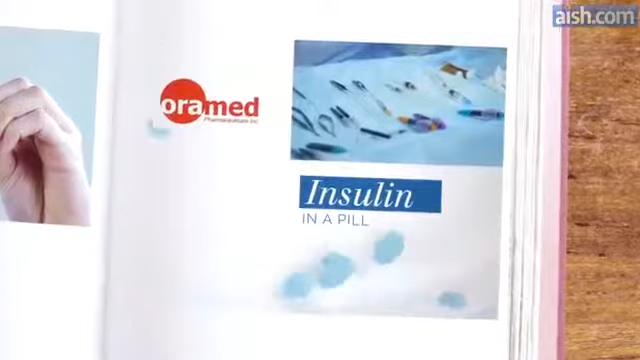 aish.com
oramed
Pharmaceuticals Inc
Insulin
IN A PILL